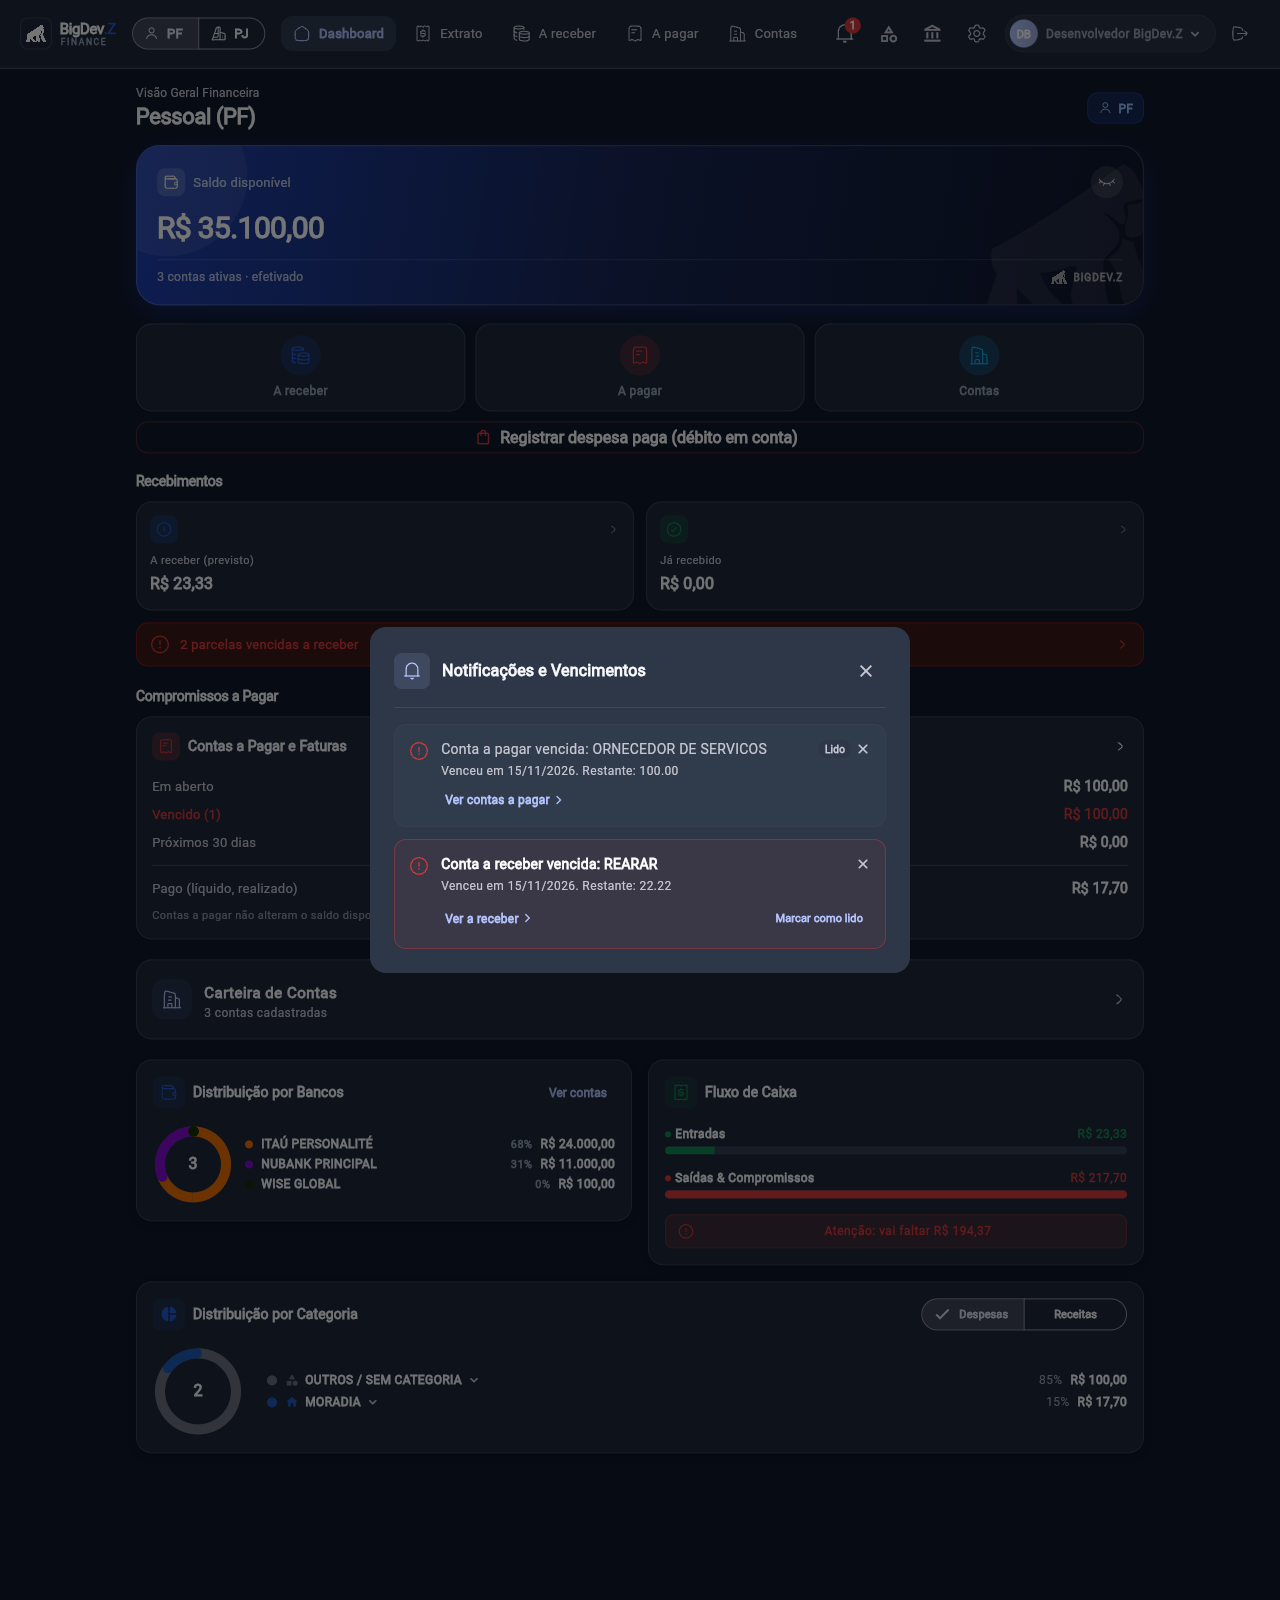 BigDev.Z
FINANCE
PF
PJ
Dashboard
Extrato
A receber
A pagar
Contas
1
DB
Desenvolvedor BigDev.Z
Visão Geral Financeira
Pessoal (PF)
PF
Saldo disponível
R$ 35.100,00
3 contas ativas · efetivado
BIGDEV.Z
A receber
A pagar
Contas
Registrar despesa paga (débito em conta)
Recebimentos
A receber (previsto)
R$ 23,33
Já recebido
R$ 0,00
2 parcelas vencidas a receber
Notificações e Vencimentos
Conta a pagar vencida: ORNECEDOR DE SERVICOS
Lido
Venceu em 15/11/2026. Restante: 100.00
Ver contas a pagar
Conta a receber vencida: REARAR
Venceu em 15/11/2026. Restante: 22.22
Ver a receber
Marcar como lido
Compromissos a Pagar
Contas a Pagar e Faturas
Em aberto
R$ 100,00
Vencido (1)
R$ 100,00
Próximos 30 dias
R$ 0,00
Pago (líquido, realizado)
R$ 17,70
Contas a pagar não alteram o saldo dispo
Carteira de Contas
3 contas cadastradas
Distribuição por Bancos
Ver contas
3
ITAÚ PERSONALITÉ
68% R$ 24.000,00
NUBANK PRINCIPAL
31% R$ 11.000,00
WISE GLOBAL
0% R$ 100,00
Fluxo de Caixa
Entradas
R$ 23,33
Saídas & Compromissos
R$ 217,70
Atenção: vai faltar R$ 194,37
Distribuição por Categoria
Despesas
Receitas
2
OUTROS / SEM CATEGORIA
85% R$ 100,00
MORADIA
15% R$ 17,70